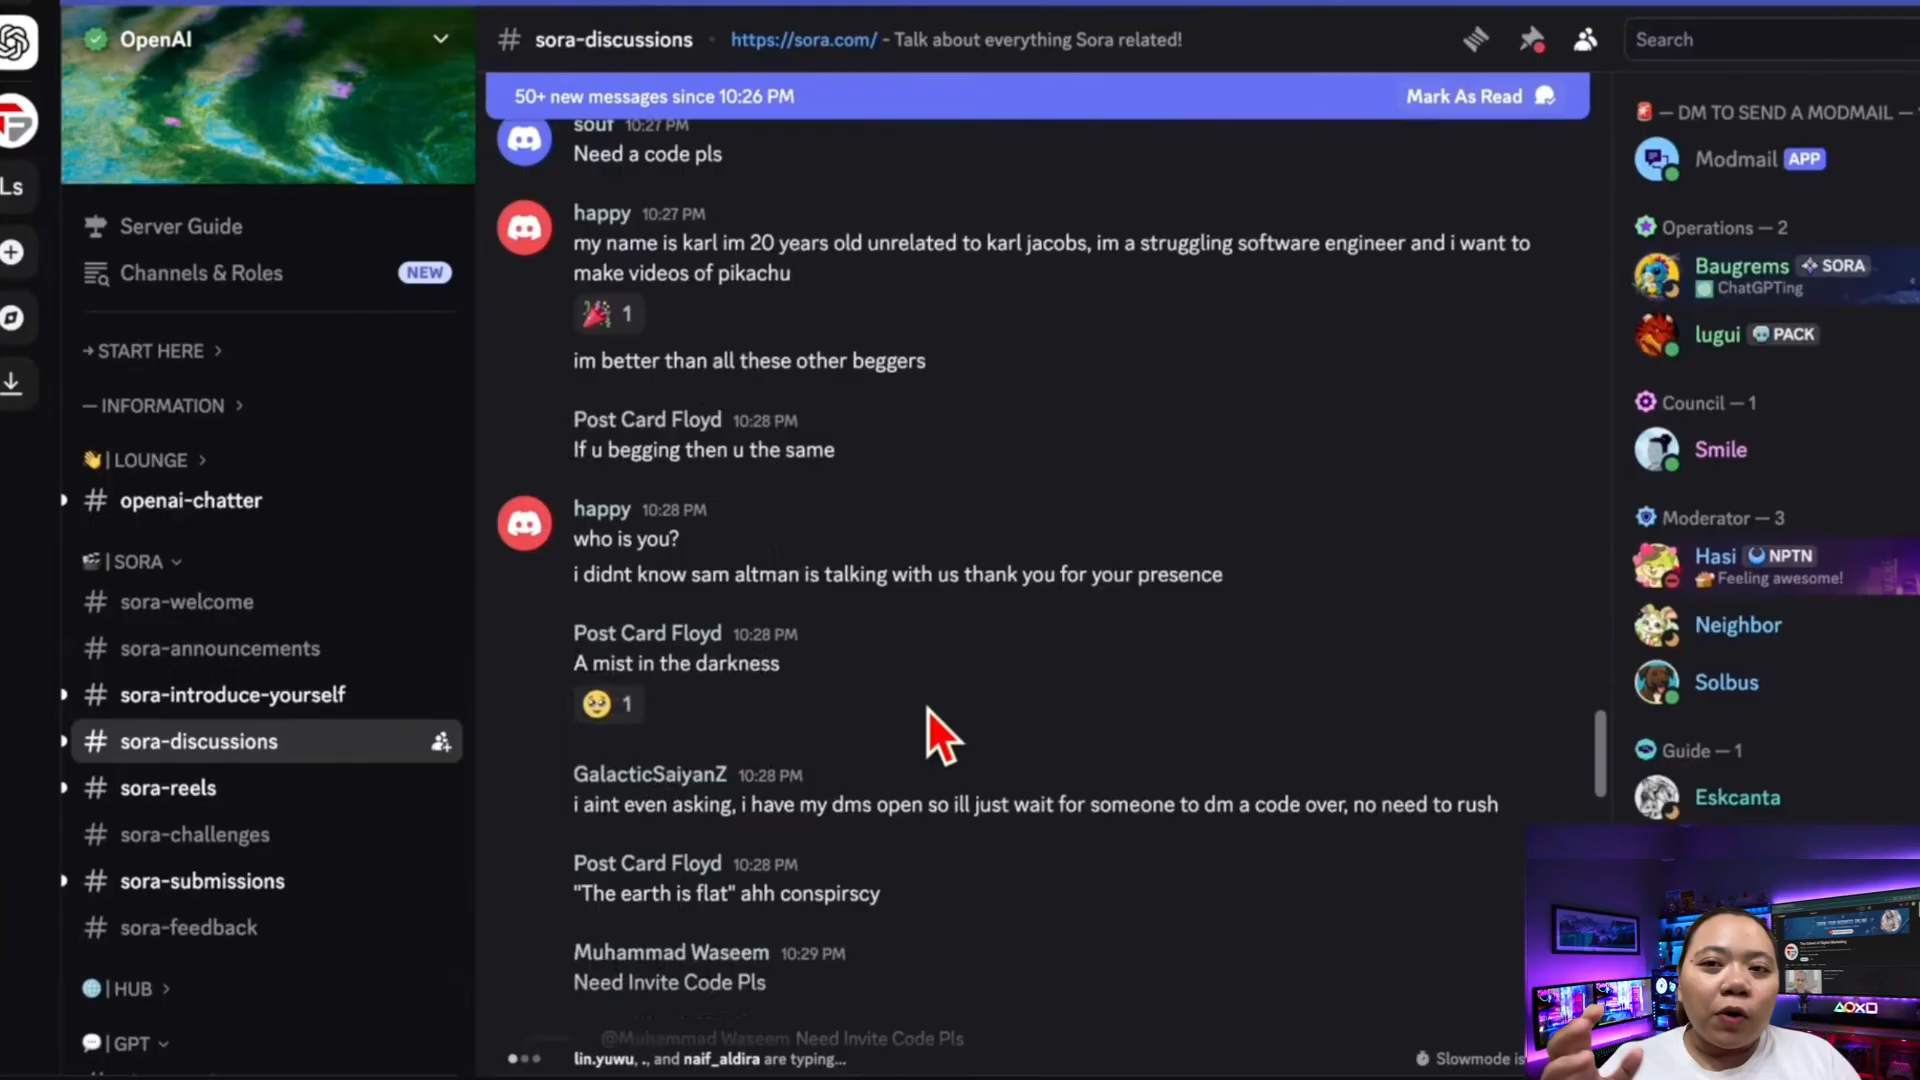 OpenAI
Ls
Server Guide
Channels & Roles
NEW
START HERE
— INFORMATION
| LOUNGE
openai-chatter
| SORA
sora-welcome
sora-announcements
sora-introduce-yourself
sora-discussions
sora-reels
sora-challenges
sora-submissions
sora-feedback
| HUB
| GPT
# sora-discussions
https://sora.com/ - Talk about everything Sora related!
Search
50+ new messages since 10:26 PM
Mark As Read
souf 10:27 PM
Need a code pls
happy 10:27 PM
my name is karl im 20 years old unrelated to karl jacobs, im a struggling software engineer and i want to
make videos of pikachu
1
im better than all these other beggers
Post Card Floyd 10:28 PM
If u begging then u the same
happy 10:28 PM
who is you?
i didnt know sam altman is talking with us thank you for your presence
Post Card Floyd 10:28 PM
A mist in the darkness
1
GalacticSaiyanZ 10:28 PM
i aint even asking, i have my dms open so ill just wait for someone to dm a code over, no need to rush
Post Card Floyd 10:28 PM
"The earth is flat" ahh conspirscy
Muhammad Waseem 10:29 PM
Need Invite Code Pls
@Muhammad Waseem Need Invite Code Pls
lin.yuwu, ., and naif_aldira are typing...
Slowmode is
— DM TO SEND A MODMAIL —
Modmail APP
Operations — 2
Baugrems SORA
ChatGPTing
lugui PACK
Council — 1
Smile
Moderator — 3
Hasi NPTN
Feeling awesome!
Neighbor
Solbus
Guide — 1
Eskcanta